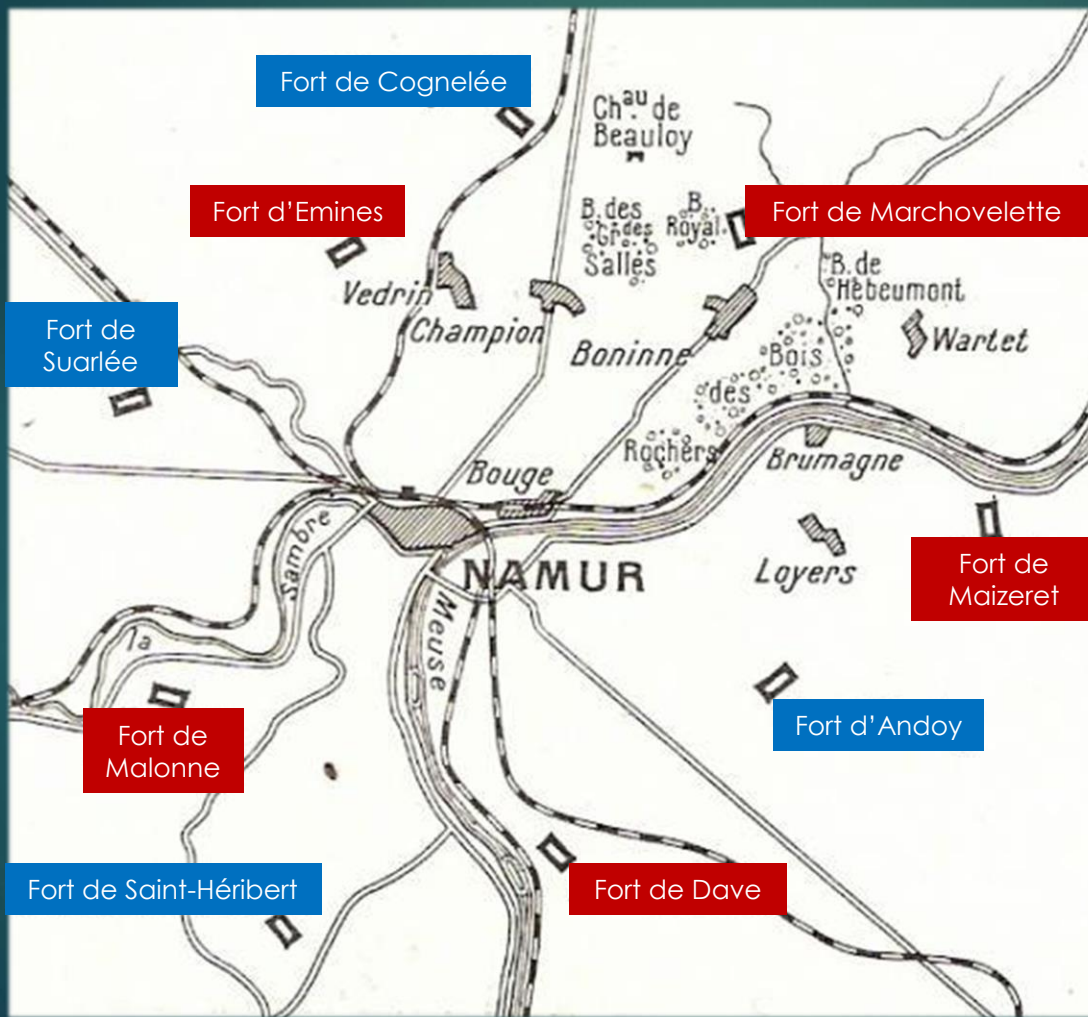 Fort de Cognelée
Chau. de
Beauloy
Fort d'Emines
B. des
Gr. des
Salles
B.
Royal.
Fort de Marchovelette
Vedrin
Champion
B. de
Hebeumont
Wartet
Fort de
Suarlée
Boninne
Bois
des
Rochers
Brumagne
Bouge
Sambre
la
NAMUR
Meuse
Loyers
Fort de
Maizeret
Fort d'Andoy
Fort de
Malonne
Fort de Saint-Héribert
Fort de Dave